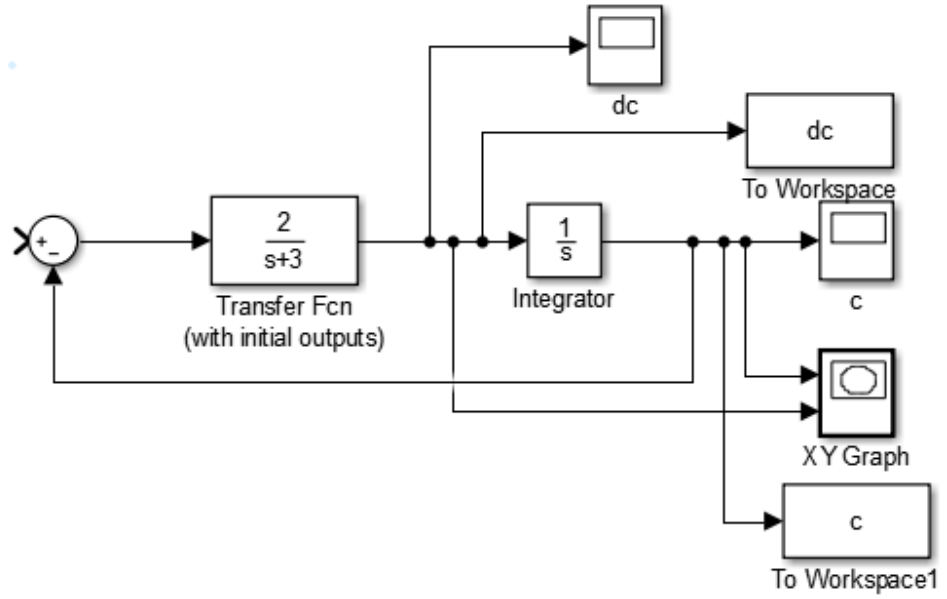 dc
dc
To Workspace
+
−
2
s+3
Transfer Fcn
(with initial outputs)
1
s
Integrator
c
XY Graph
c
To Workspace1